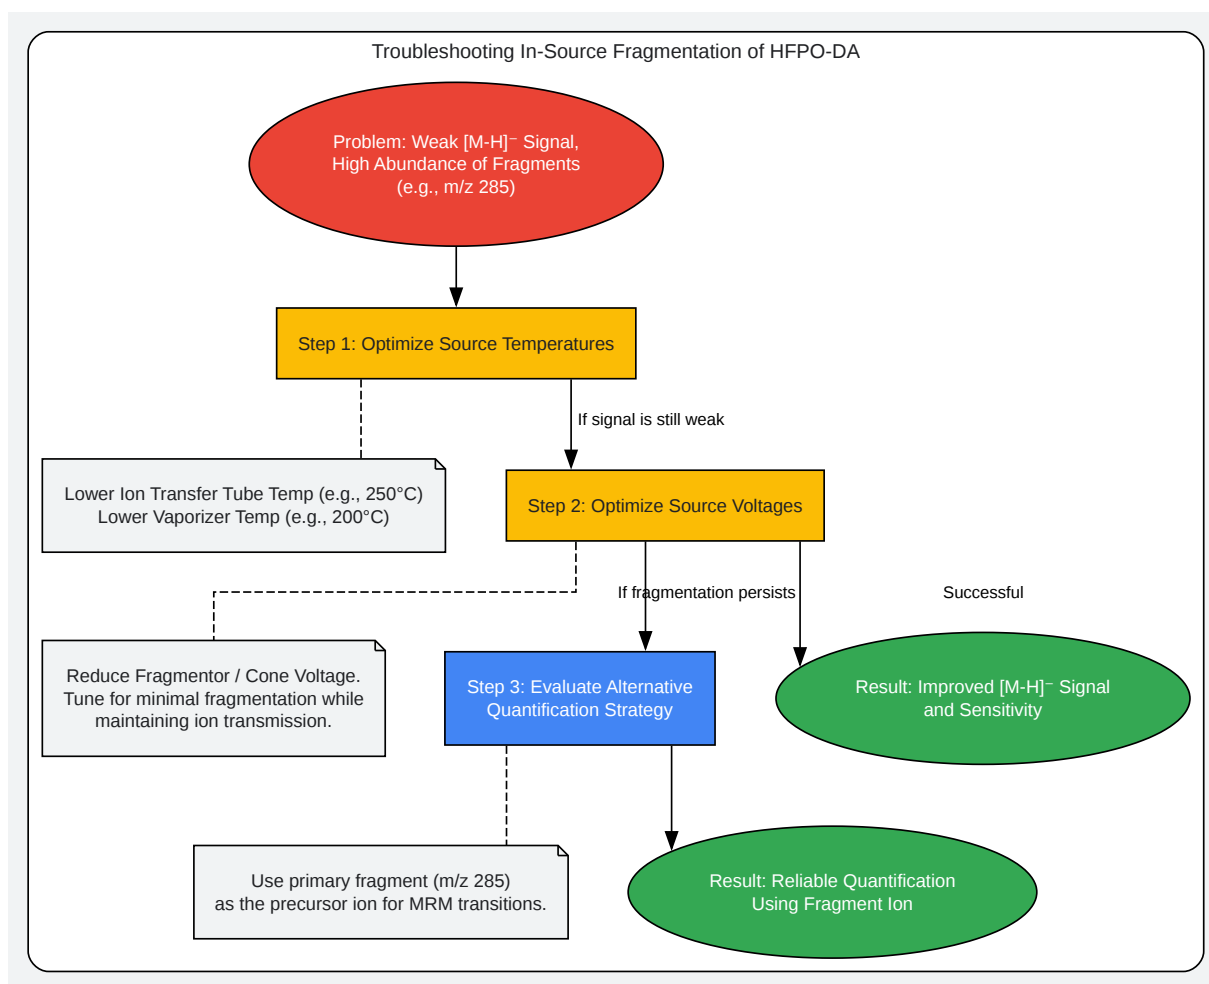 Troubleshooting In-Source Fragmentation of HFPO-DA
Problem: Weak [M-H]⁻ Signal,
High Abundance of Fragments
(e.g., m/z 285)
Step 1: Optimize Source Temperatures
If signal is still weak
Lower Ion Transfer Tube Temp (e.g., 250°C)
Lower Vaporizer Temp (e.g., 200°C)
Step 2: Optimize Source Voltages
If fragmentation persists
Successful
Reduce Fragmentor / Cone Voltage.
Tune for minimal fragmentation while
maintaining ion transmission.
Step 3: Evaluate Alternative
Quantification Strategy
Result: Improved [M-H]⁻ Signal
and Sensitivity
Use primary fragment (m/z 285)
as the precursor ion for MRM transitions.
Result: Reliable Quantification
Using Fragment Ion